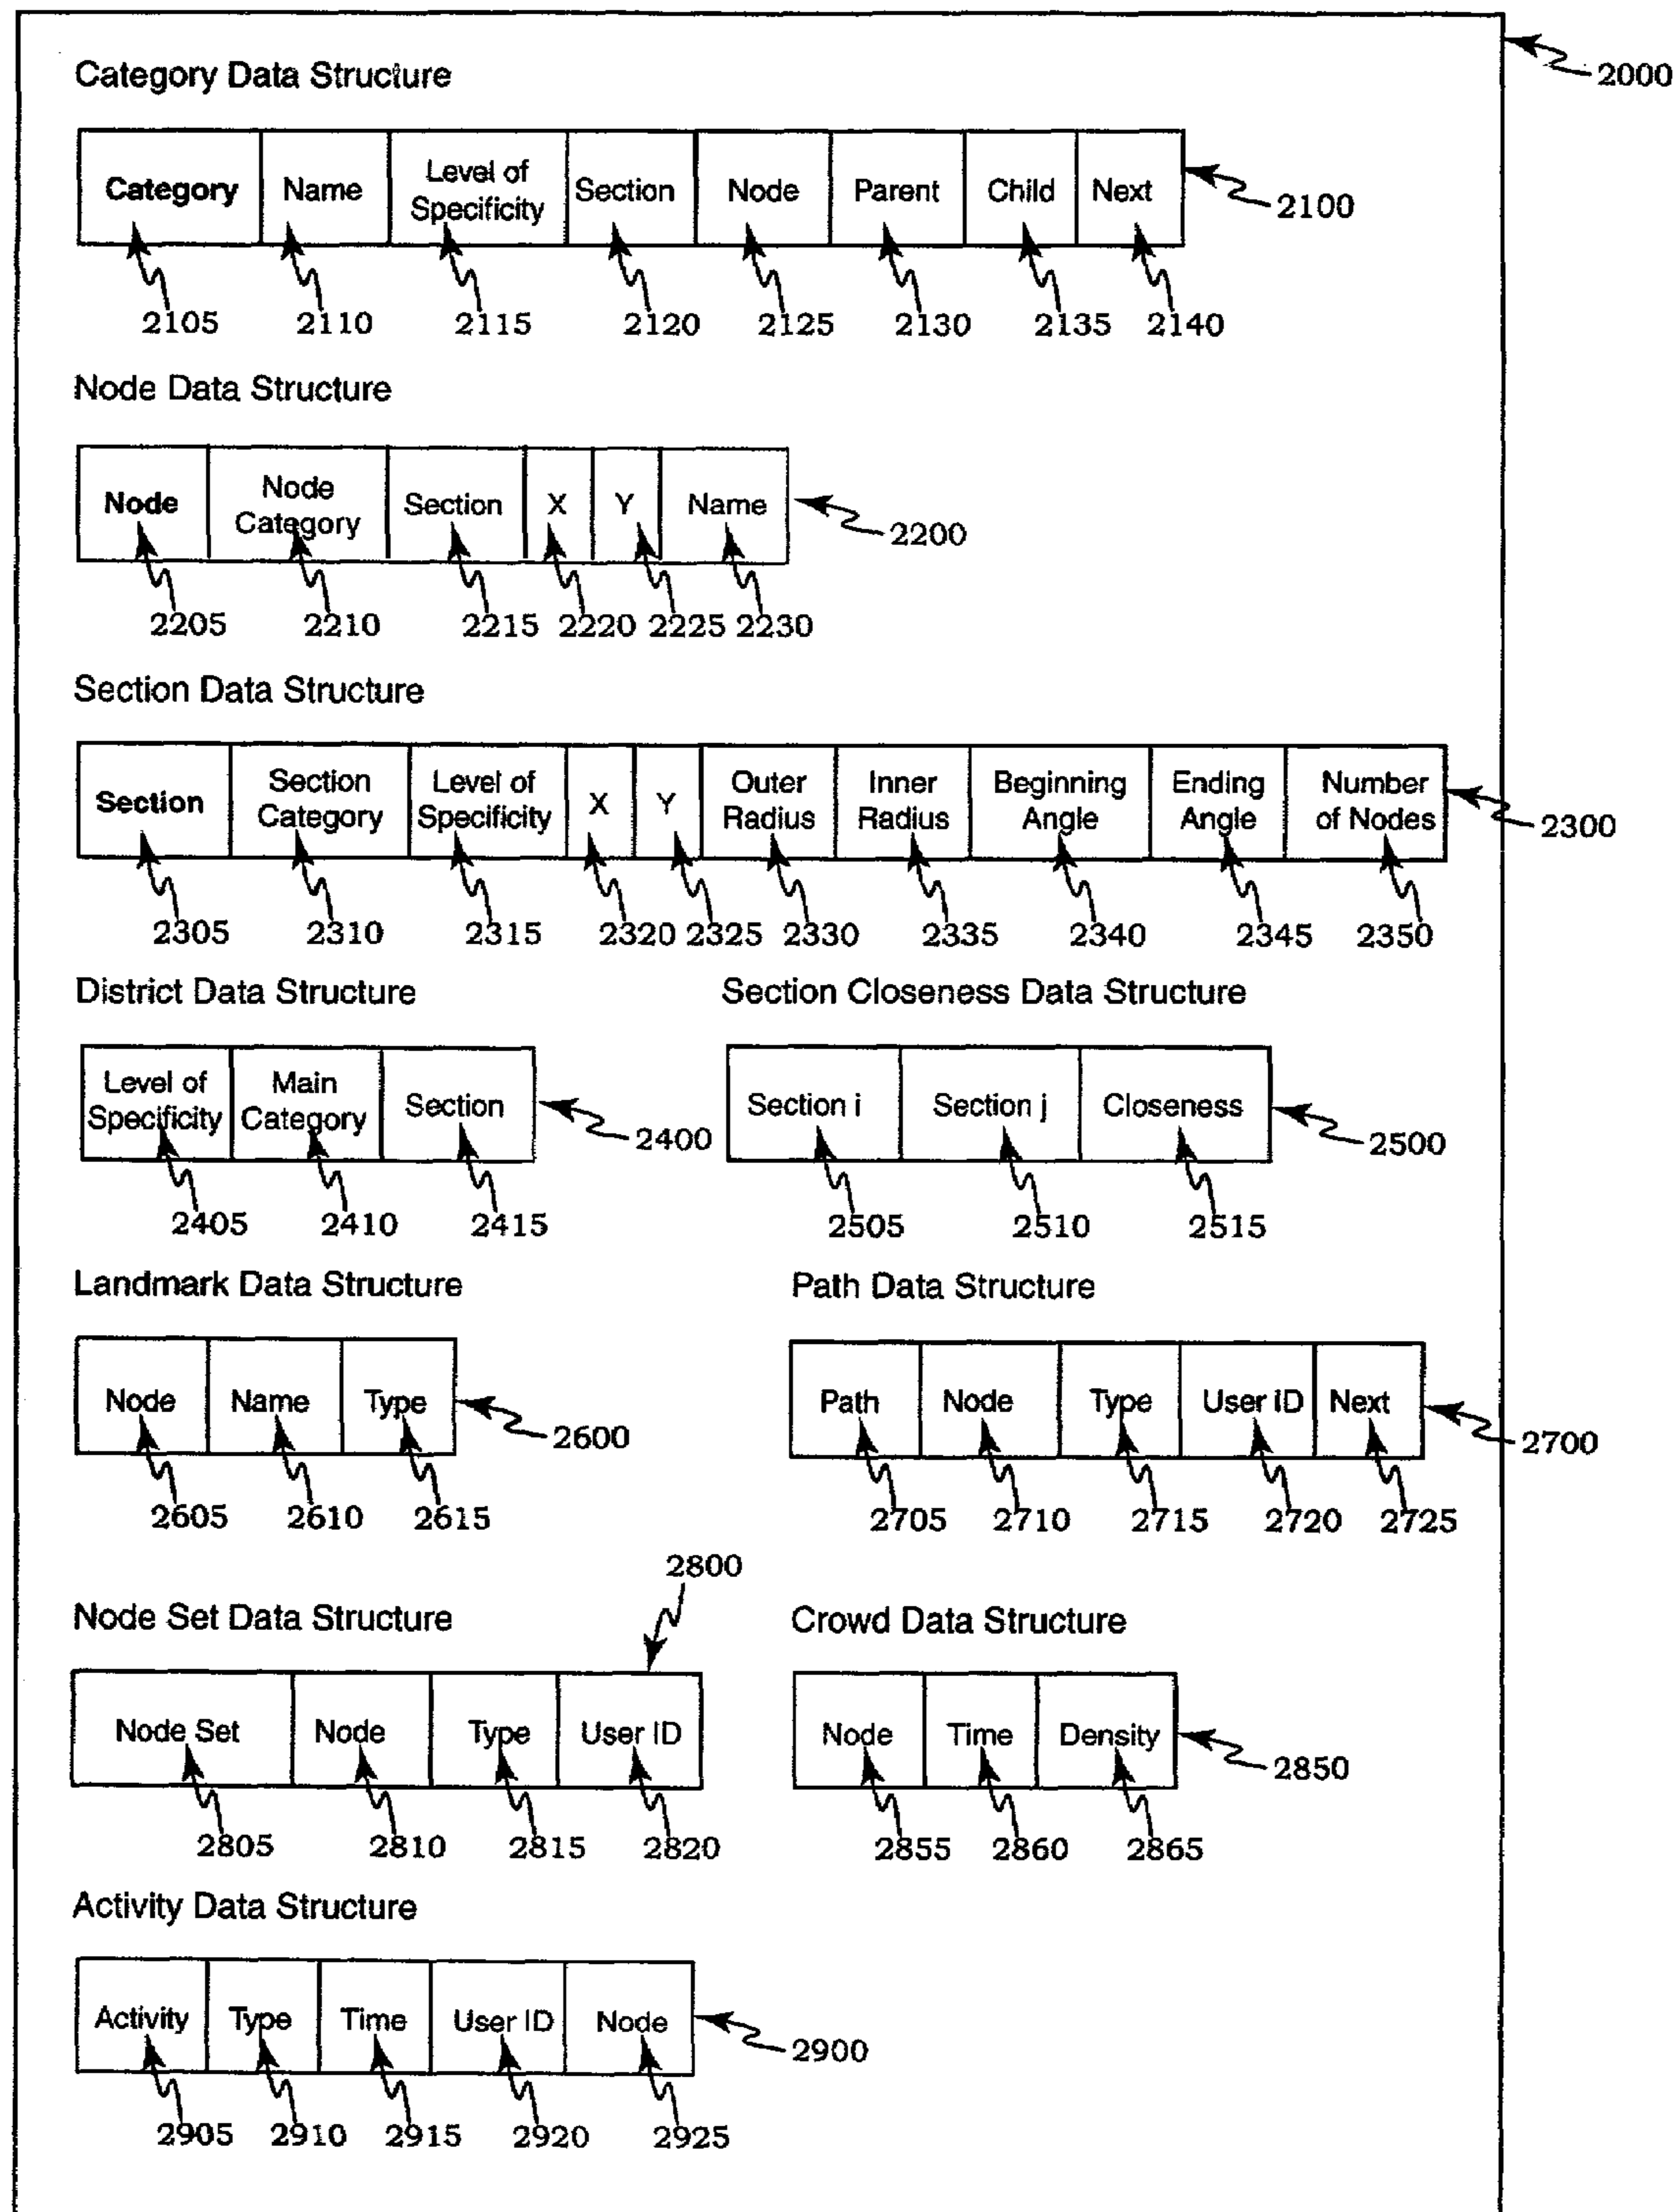 2000
Category Data Structure
Category Name Level of Specificity Section Node Parent Child Next
2100
2105 2110 2115 2120 2125 2130 2135 2140
Node Data Structure
Node Node Category Section X Y Name
2200
2205 2210 2215 2220 2225 2230
Section Data Structure
Section Section Category Level of Specificity X Y Outer Radius Inner Radius Beginning Angle Ending Angle Number of Nodes
2300
2305 2310 2315 2320 2325 2330 2335 2340 2345 2350
District Data Structure
Level of Specificity Main Category Section
2400
2405 2410 2415
Section Closeness Data Structure
Section i Section j Closeness
2500
2505 2510 2515
Landmark Data Structure
Node Name Type
2600
2605 2610 2615
Path Data Structure
Path Node Type User ID Next
2700
2705 2710 2715 2720 2725
2800
Node Set Data Structure
Node Set Node Type User ID
2805 2810 2815 2820
Crowd Data Structure
Node Time Density
2850
2855 2860 2865
Activity Data Structure
Activity Type Time User ID Node
2900
2905 2910 2915 2920 2925